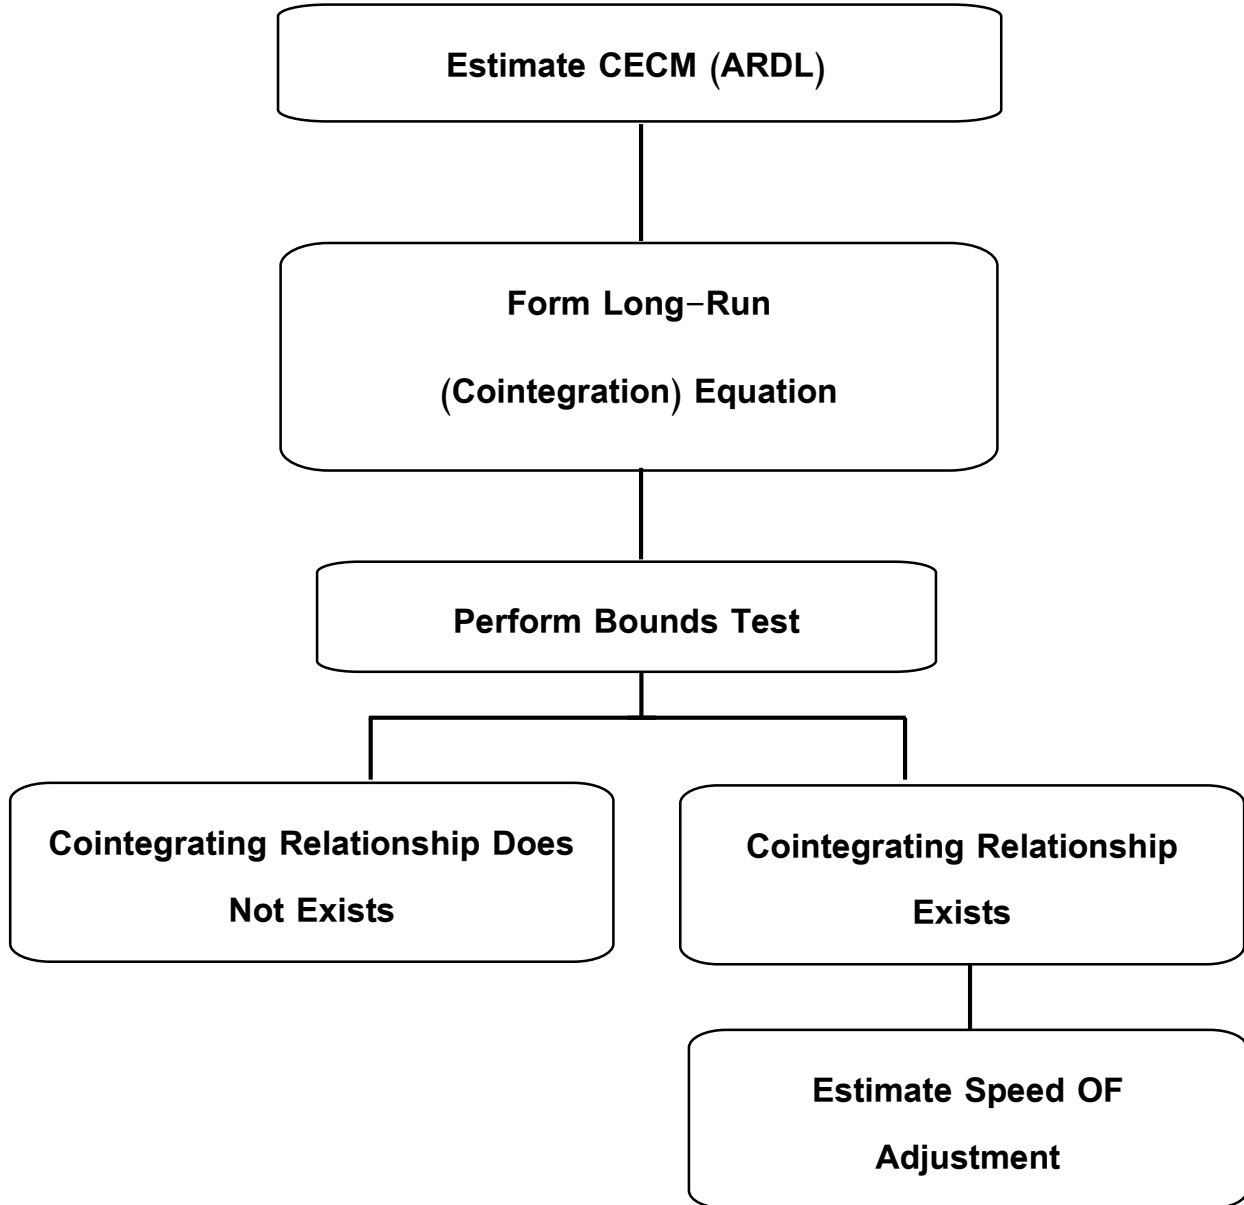 Estimate CECM (ARDL)
Form Long−Run
(Cointegration) Equation
Perform Bounds Test
Cointegrating Relationship Does
Not Exists
Cointegrating Relationship
Exists
Estimate Speed OF
Adjustment